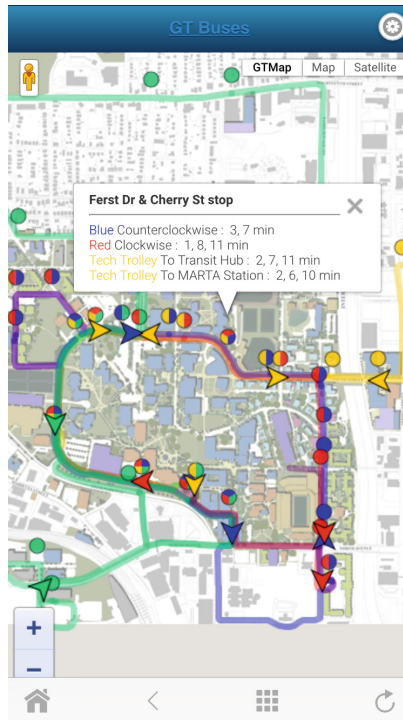 GT Buses
GTMap Map Satellite
Ferst Dr & Cherry St stop
Blue Counterclockwise : 3, 7 min
Red Clockwise : 1, 8, 11 min
Tech Trolley To Transit Hub : 2, 7, 11 min
Tech Trolley To MARTA Station : 2, 6, 10 min
+
−